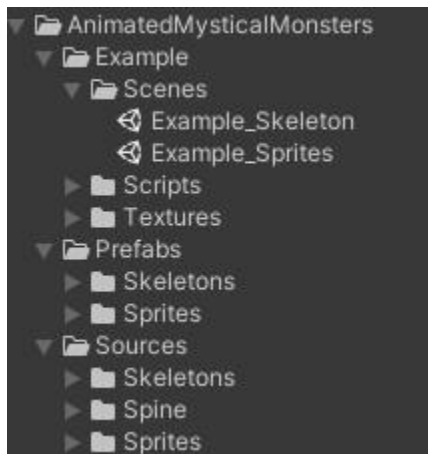 AnimatedMysticalMonsters
Example
Scenes
Example_Skeleton
Example_Sprites
Scripts
Textures
Prefabs
Skeletons
Sprites
Sources
Skeletons
Spine
Sprites